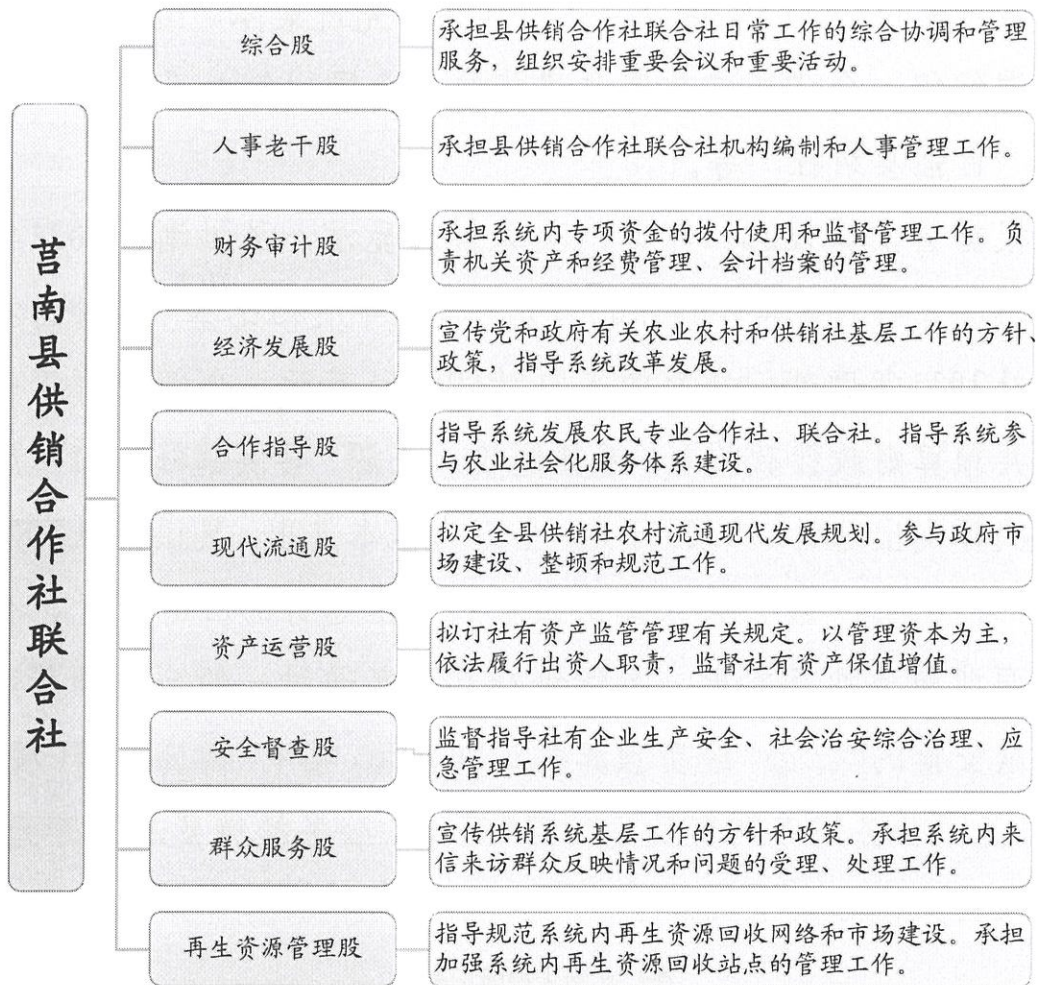 莒南县供销合作社联合社
综合股
承担县供销合作社联合社日常工作的综合协调和管理
服务，组织安排重要会议和重要活动。
人事老干股
承担县供销合作社联合社机构编制和人事管理工作。
财务审计股
承担系统内专项资金的拨付使用和监督管理工作。负
责机关资产和经费管理、会计档案的管理。
经济发展股
宣传党和政府有关农业农村和供销社基层工作的方针、
政策，指导系统改革发展。
合作指导股
指导系统发展农民专业合作社、联合社。指导系统参
与农业社会化服务体系建设。
现代流通股
拟定全县供销社农村流通现代发展规划。参与政府市
场建设、整顿和规范工作。
资产运营股
拟订社有资产监管管理有关规定。以管理资本为主，
依法履行出资人职责，监督社有资产保值增值。
安全督查股
监督指导社有企业生产安全、社会治安综合治理、应
急管理工作。
群众服务股
宣传供销系统基层工作的方针和政策。承担系统内来
信来访群众反映情况和问题的受理、处理工作。
再生资源管理股
指导规范系统内再生资源回收网络和市场建设。承担
加强系统内再生资源回收站点的管理工作。